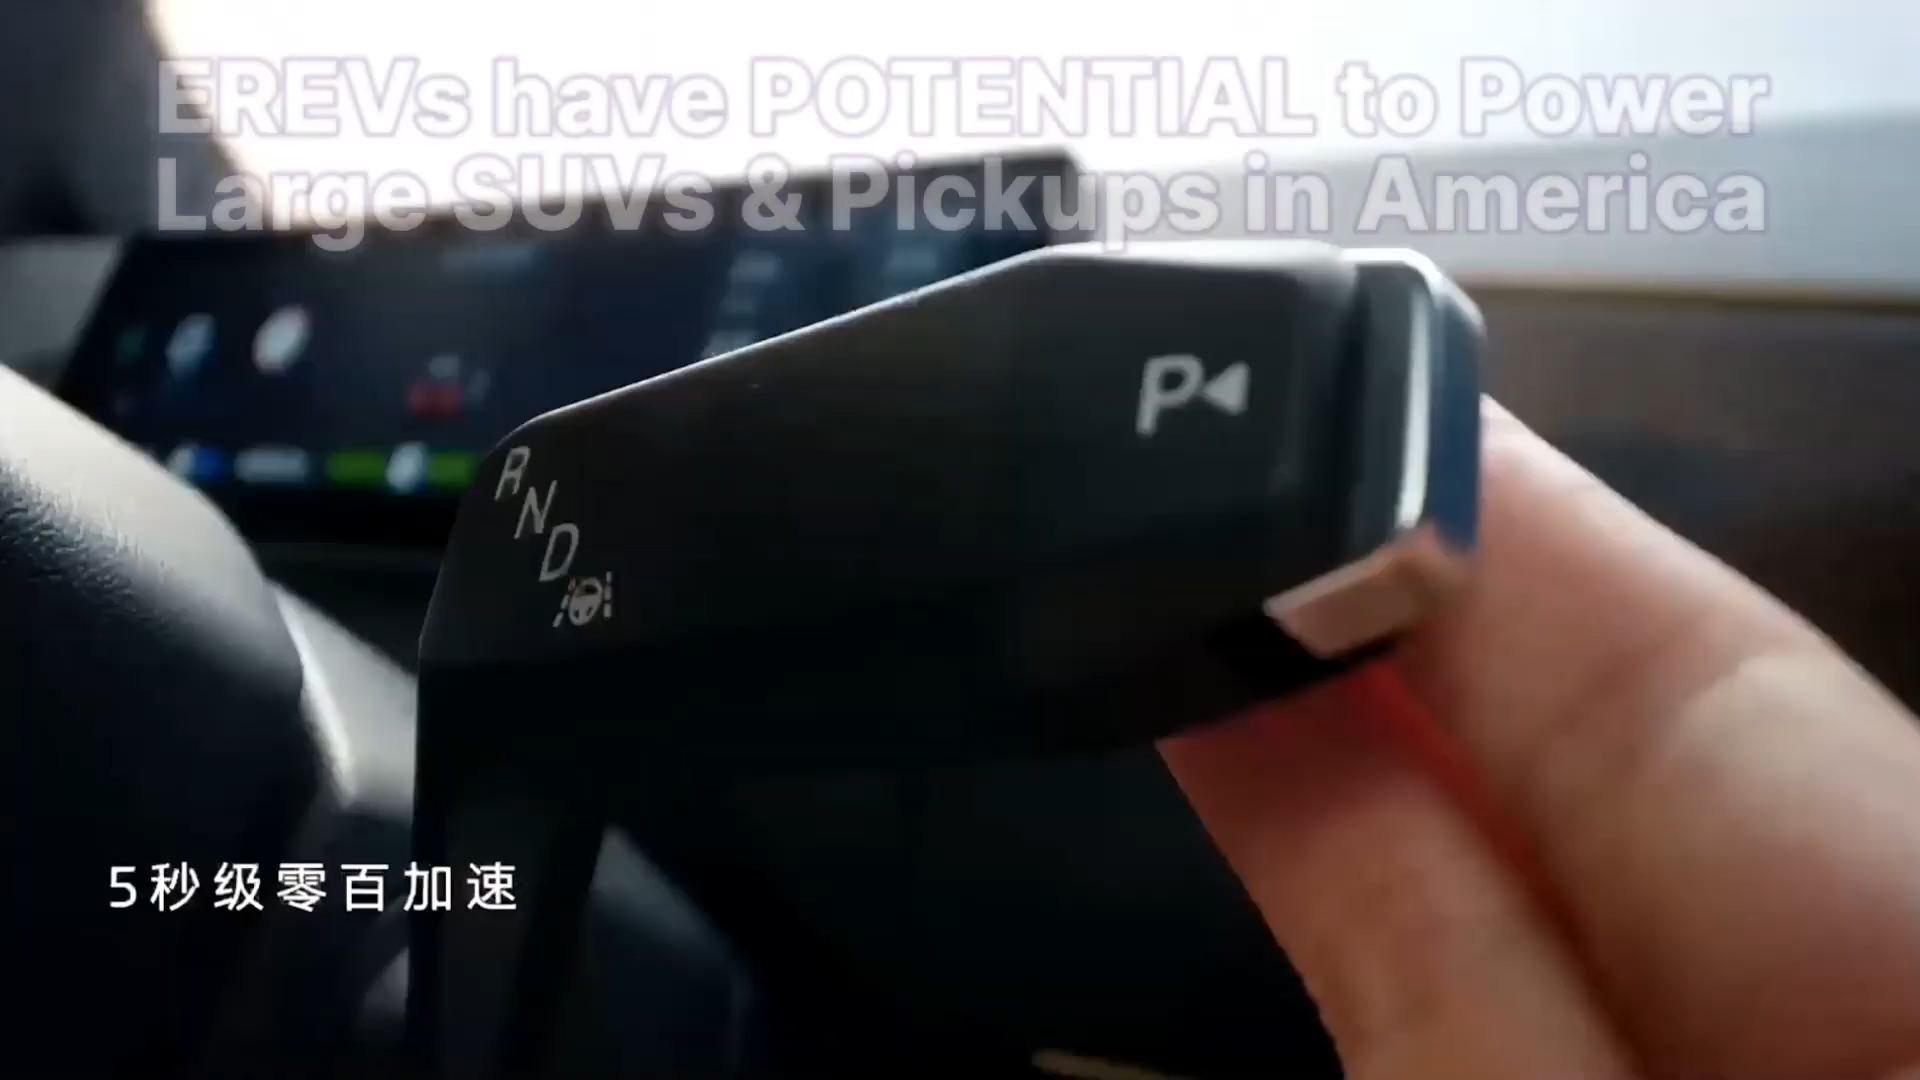 EREVs have POTENTIAL to Power
Large SUVs & Pickups in America
P
R
N
D
5秒级零百加速